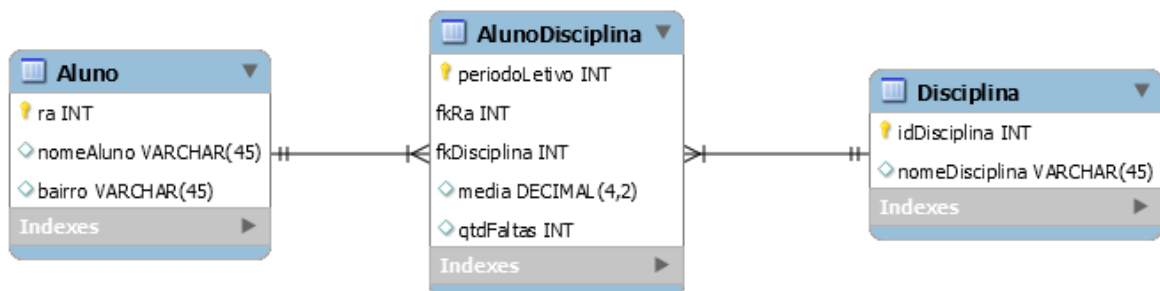 Aluno
ra INT
nomeAluno VARCHAR(45)
bairro VARCHAR(45)
Indexes
AlunoDisciplina
periodoLetivo INT
fkRa INT
fkDisciplina INT
media DECIMAL(4,2)
qtdFaltas INT
Indexes
Disciplina
idDisciplina INT
nomeDisciplina VARCHAR(45)
Indexes